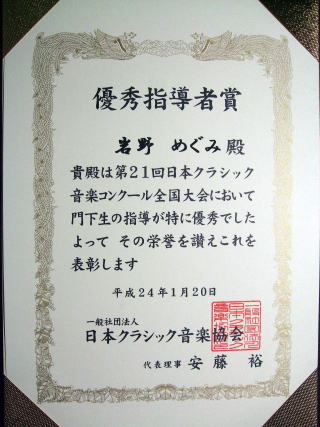 優秀指導者賞
岩野 めぐみ殿
貴殿は第21回日本クラシック
音楽コンクール全国大会において
門下生の指導が特に優秀でした
よって その栄誉を讃えこれを
表彰します
平成24年1月20日
一般社団法人
日本クラシック音楽協会
代表理事 安藤 裕